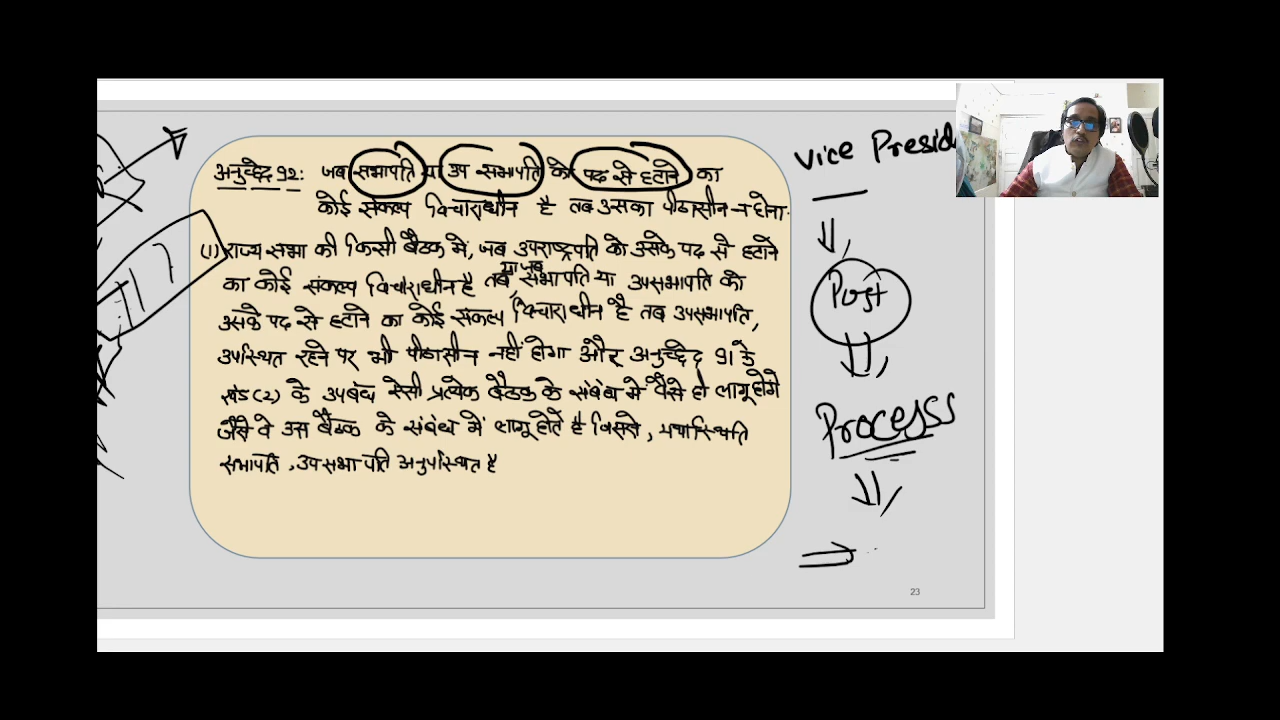 अनुच्छेद 92: जब सभापति या उप सभापति को पद से हटाने का
कोई संकल्प विचाराधीन है तब उसका पीठासीन न होना-
(1) राज्य सभा की किसी बैठक में, जब उपराष्ट्रपति को उसके पद से हटाने
का कोई संकल्प विचाराधीन है तब, सभापति या उपसभापति को
या जब
उसके पद से हटाने का कोई संकल्प विचाराधीन है तब उपसभापति,
उपस्थित रहने पर भी पीठासीन नहीं होगा और अनुच्छेद 91 के
खंड (2) के उपबंध ऐसी प्रत्येक बैठक के संबंध में वैसे ही लागू होंगे
जैसे वे उस बैठक के संबंध में लागू होते है जिससे, यथास्थिति
सभापति, उपसभापति अनुपस्थित है
Vice Presid
Post
Process
23